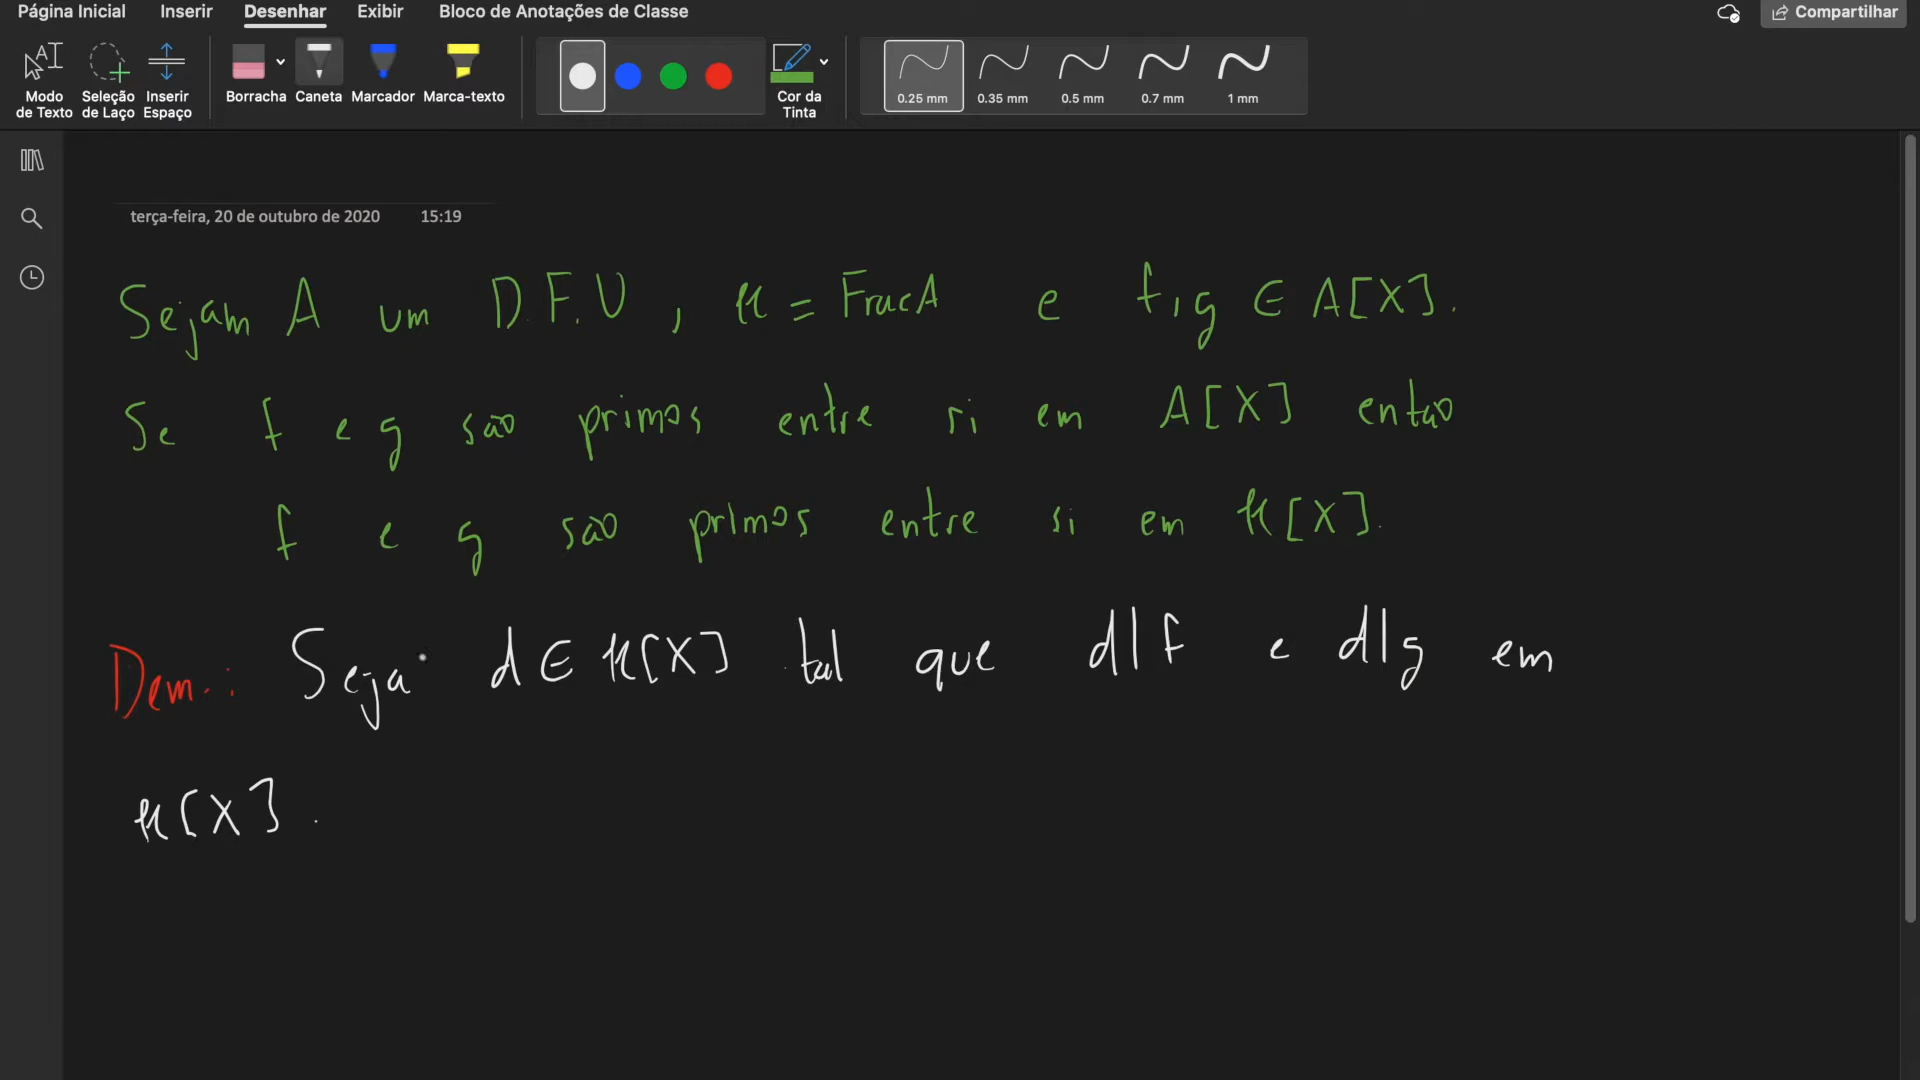 Página Inicial Inserir Desenhar Exibir Bloco de Anotações de Classe Compartilhar
Modo de Texto Seleção de Laço Inserir Espaço Borracha Caneta Marcador Marca-texto Cor da Tinta 0.25 mm 0.35 mm 0.5 mm 0.7 mm 1 mm
terça-feira, 20 de outubro de 2020 15:19
Sejam A um D.F.U, K = Frac A e f, g ∈ A[X].
Se f e g são primos entre si em A[X] então
f e g são primos entre si em K[X].
Dem.: Seja d ∈ K[X] tal que d|f e d|g em
K[X].